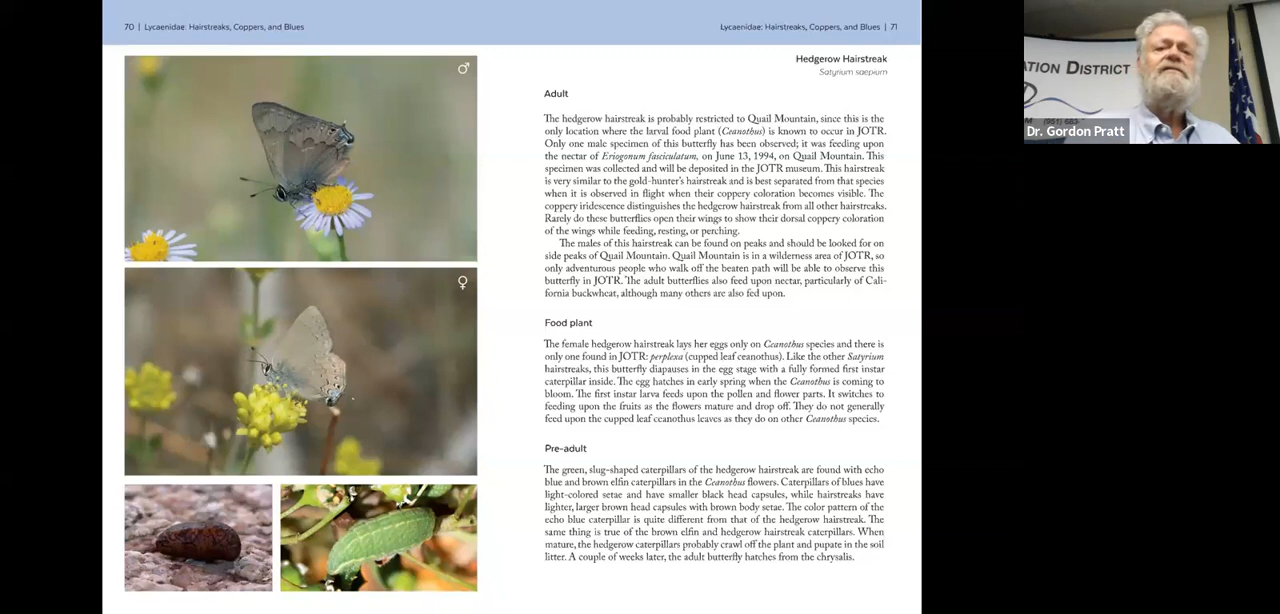 70 | Lycaenidae: Hairstreaks, Coppers, and Blues
Lycaenidae: Hairstreaks, Coppers, and Blues | 71
♂
♀
Hedgerow Hairstreak
Satyrium saepium
Adult
The hedgerow hairstreak is probably restricted to Quail Mountain, since this is the
only location where the larval food plant (Ceanothus) is known to occur in JOTR.
Only one male specimen of this butterfly has been observed; it was feeding upon
the nectar of Eriogonum fasciculatum, on June 13, 1994, on Quail Mountain. This
specimen was collected and will be deposited in the JOTR museum. This hairstreak
is very similar to the gold-hunter's hairstreak and is best separated from that species
when it is observed in flight when their coppery coloration becomes visible. The
coppery iridescence distinguishes the hedgerow hairstreak from all other hairstreaks.
Rarely do these butterflies open their wings to show their dorsal coppery coloration
of the wings while feeding, resting, or perching.
The males of this hairstreak can be found on peaks and should be looked for on
side peaks of Quail Mountain. Quail Mountain is in a wilderness area of JOTR, so
only adventurous people who walk off the beaten path will be able to observe this
butterfly in JOTR. The adult butterflies also feed upon nectar, particularly of Cali-
fornia buckwheat, although many others are also fed upon.
Food plant
The female hedgerow hairstreak lays her eggs only on Ceanothus species and there is
only one found in JOTR: perplexa (cupped leaf ceanothus). Like the other Satyrium
hairstreaks, this butterfly diapauses in the egg stage with a fully formed first instar
caterpillar inside. The egg hatches in early spring when the Ceanothus is coming to
bloom. The first instar larva feeds upon the pollen and flower parts. It switches to
feeding upon the fruits as the flowers mature and drop off. They do not generally
feed upon the cupped leaf ceanothus leaves as they do on other Ceanothus species.
Pre-adult
The green, slug-shaped caterpillars of the hedgerow hairstreak are found with echo
blue and brown elfin caterpillars in the Ceanothus flowers. Caterpillars of blues have
light-colored setae and have smaller black head capsules, while hairstreaks have
lighter, larger brown head capsules with brown body setae. The color pattern of the
echo blue caterpillar is quite different from that of the hedgerow hairstreak. The
same thing is true of the brown elfin and hedgerow hairstreak caterpillars. When
mature, the hedgerow caterpillars probably crawl off the plant and pupate in the soil
litter. A couple of weeks later, the adult butterfly hatches from the chrysalis.
ATION DISTRICT
(951) 683-
Dr. Gordon Pratt